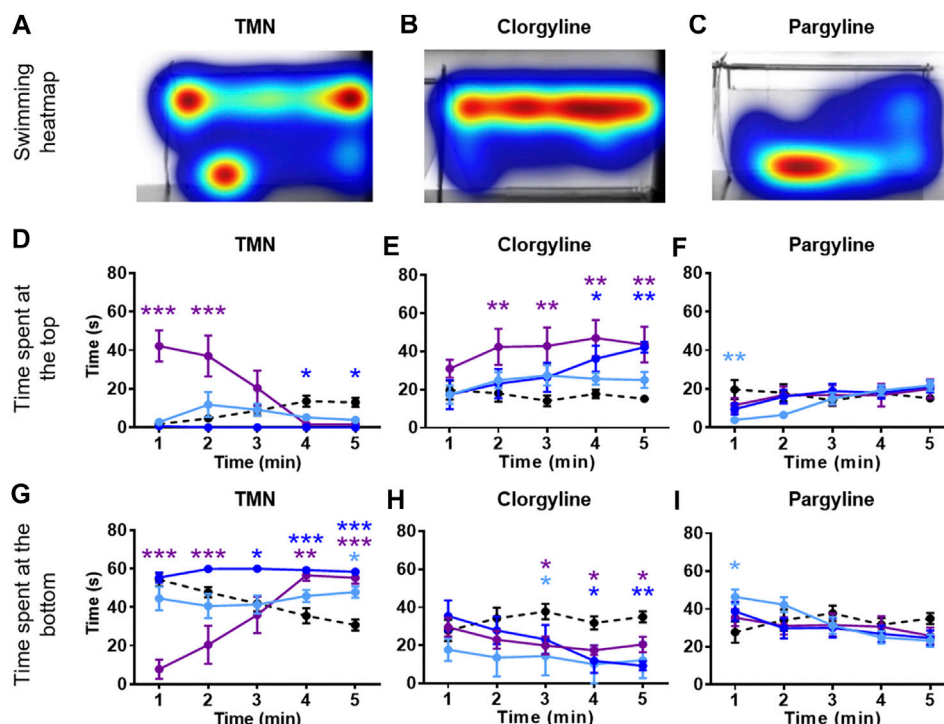 A TMN B Clorgyline C Pargyline
Swimming
heatmap
D TMN E Clorgyline F Pargyline
Time spent at
the top
Time (s)
80
60
40
20
0
*** *** * *
1 2 3 4 5
Time (min)
80
60
40
20
0
** ** ** **
* **
1 2 3 4 5
Time (min)
80
60
40
20
0
**
1 2 3 4 5
Time (min)
G TMN H Clorgyline I Pargyline
Time spent at the
bottom
Time (s)
80
60
40
20
0
***
*** ***
*** *** * ** *
1 2 3 4 5
Time (min)
80
60
40
20
0
* * *
* * **
1 2 3 4 5
Time (min)
80
60
40
20
0
*
1 2 3 4 5
Time (min)